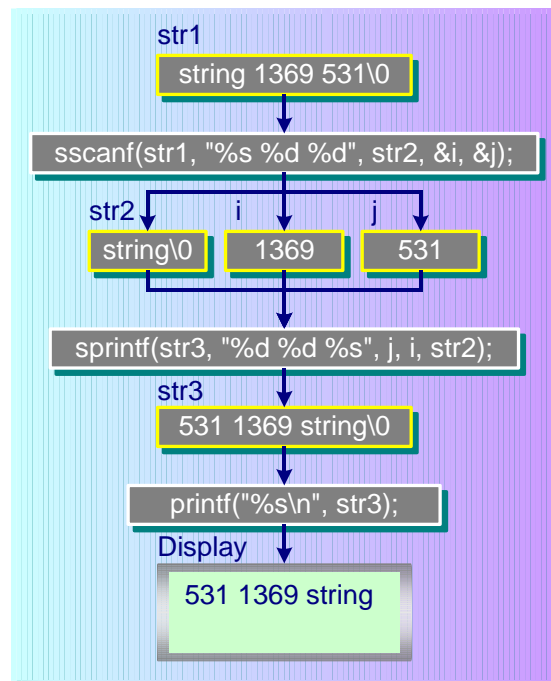 str1
string 1369 531\0
sscanf(str1, "%s %d %d", str2, &i, &j);
str2 i j
string\0 1369 531
sprintf(str3, "%d %d %s", j, i, str2);
str3
531 1369 string\0
printf("%s\n", str3);
Display
531 1369 string